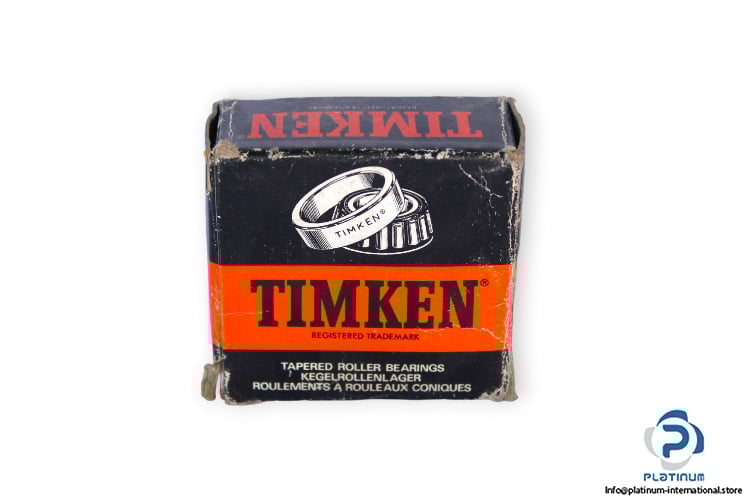 TIMKEN®
TIMKEN®
TIMKEN®
REGISTERED TRADEMARK
TAPERED ROLLER BEARINGS
KEGELROLLENLAGER
ROULEMENTS A ROULEAUX CONIQUES
PLATINUM
Info@platinum-international.store